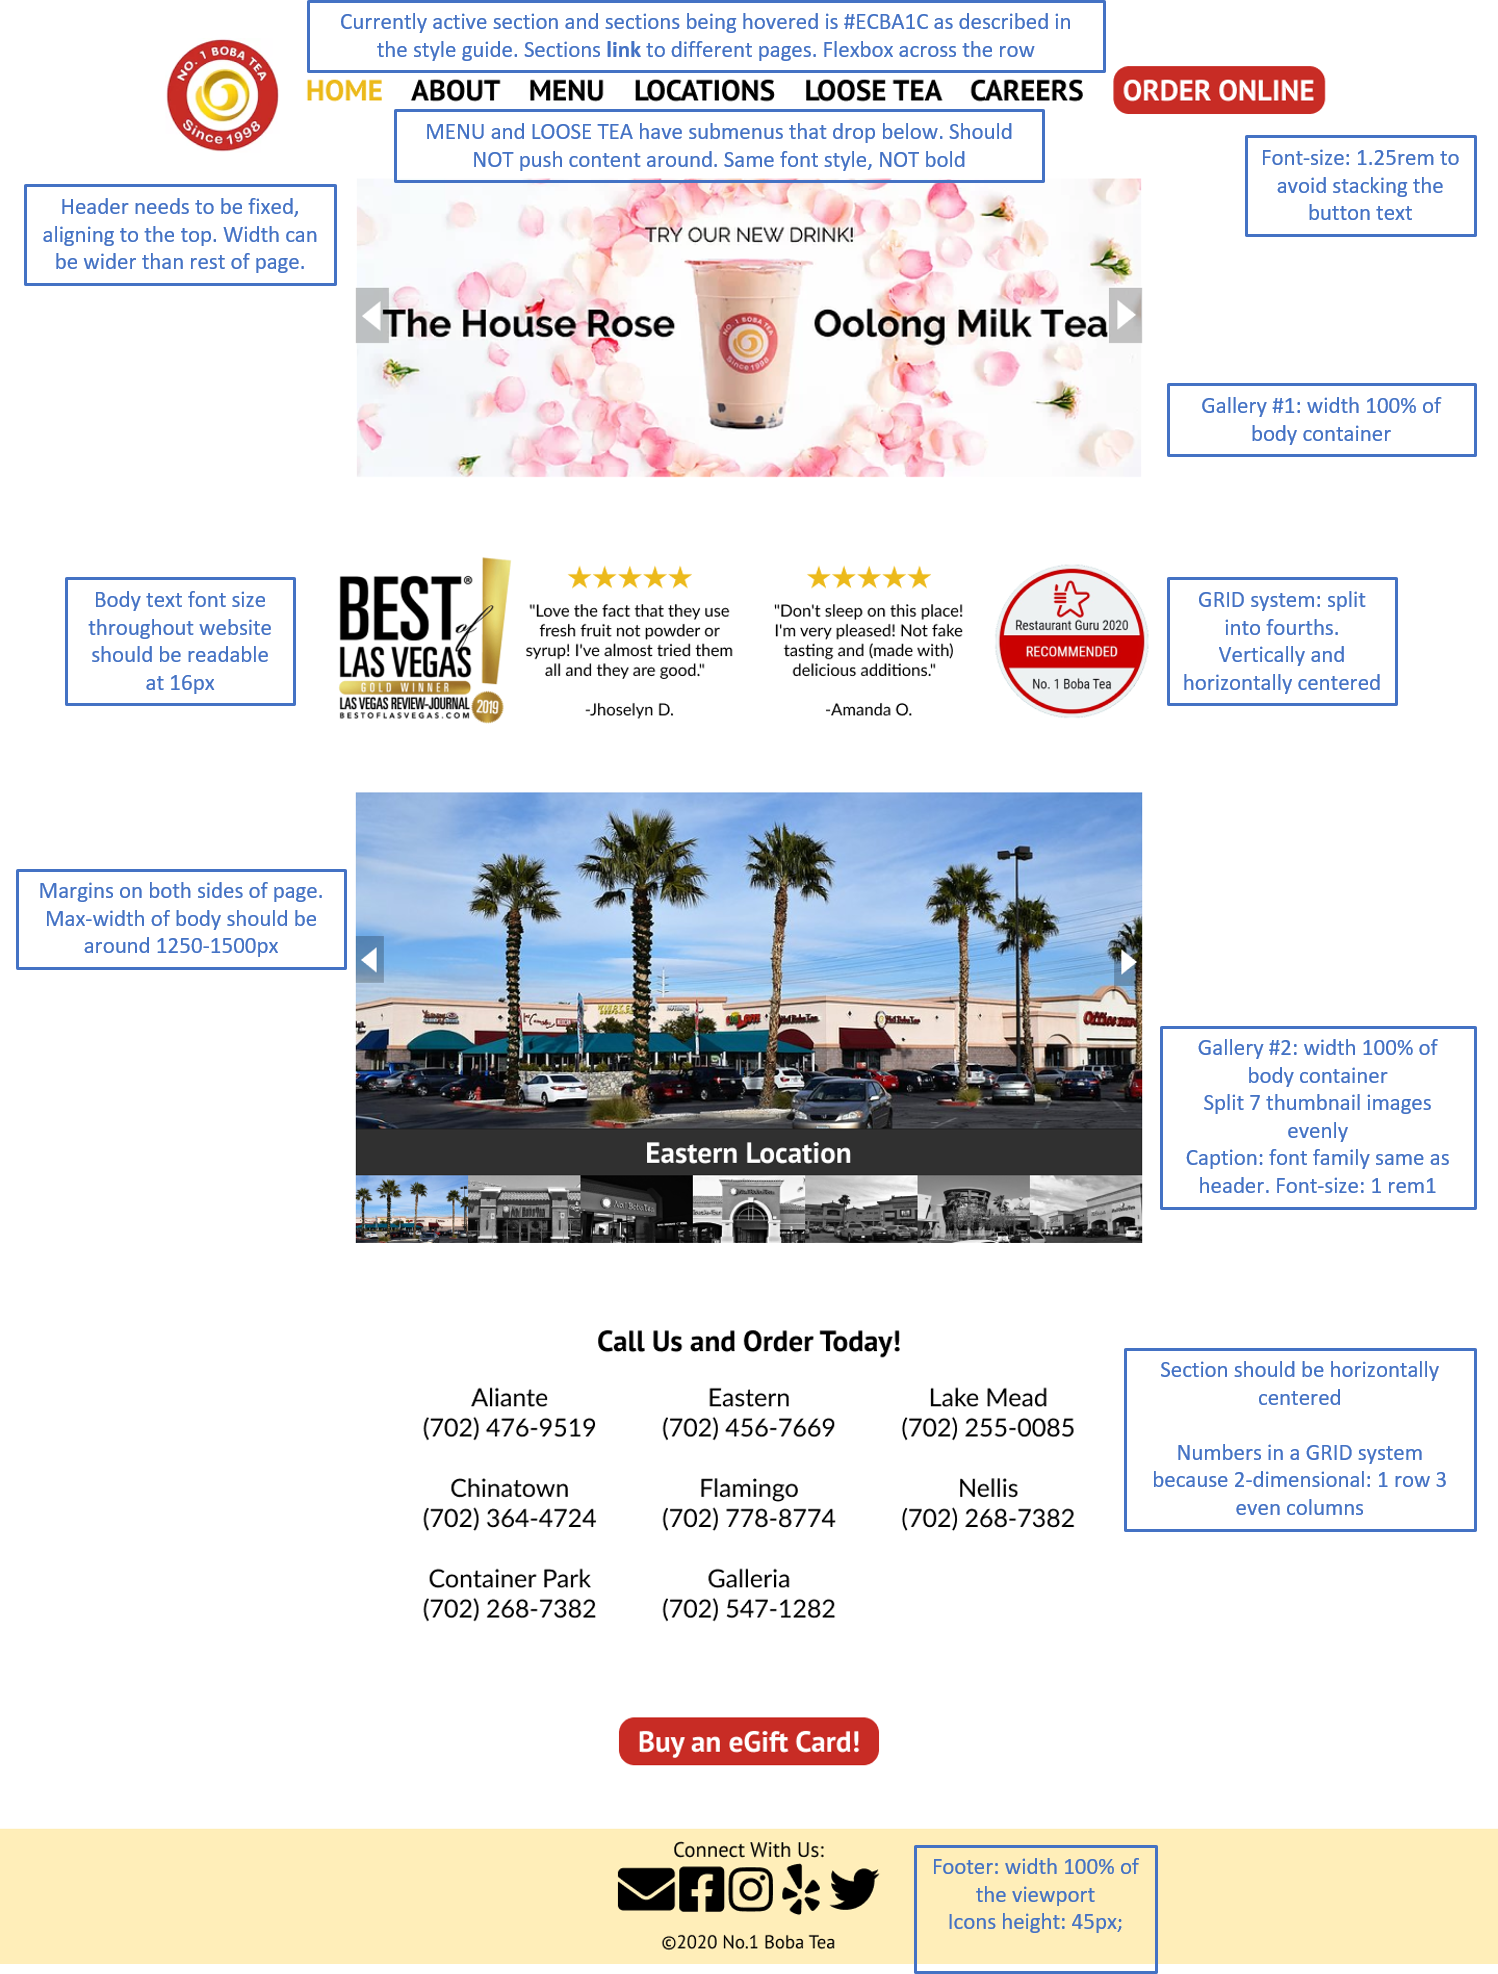 Currently active section and sections being hovered is #ECBA1C as described in
the style guide. Sections link to different pages. Flexbox across the row
NO. 1 BOBA TEA
Since 1998
HOME ABOUT MENU LOCATIONS LOOSE TEA CAREERS ORDER ONLINE
MENU and LOOSE TEA have submenus that drop below. Should
NOT push content around. Same font style, NOT bold
Font-size: 1.25rem to
avoid stacking the
button text
Header needs to be fixed,
aligning to the top. Width can
be wider than rest of page.
TRY OUR NEW DRINK!
The House Rose Oolong Milk Tea
NO. 1 BOBA TEA
Since 1998
Gallery #1: width 100% of
body container
Body text font size
throughout website
should be readable
at 16px
BEST®
of
LAS VEGAS
GOLD WINNER
LAS VEGAS REVIEW-JOURNAL
BESTOFLASVEGAS.COM
2019
"Love the fact that they use
fresh fruit not powder or
syrup! I've almost tried them
all and they are good."
-Jhoselyn D.
"Don't sleep on this place!
I'm very pleased! Not fake
tasting and (made with)
delicious additions."
-Amanda O.
Restaurant Guru 2020
RECOMMENDED
No. 1 Boba Tea
GRID system: split
into fourths.
Vertically and
horizontally centered
Margins on both sides of page.
Max-width of body should be
around 1250-1500px
Eastern Location
Gallery #2: width 100% of
body container
Split 7 thumbnail images
evenly
Caption: font family same as
header. Font-size: 1 rem1
Call Us and Order Today!
Aliante
(702) 476-9519
Eastern
(702) 456-7669
Lake Mead
(702) 255-0085
Chinatown
(702) 364-4724
Flamingo
(702) 778-8774
Nellis
(702) 268-7382
Container Park
(702) 268-7382
Galleria
(702) 547-1282
Section should be horizontally
centered
Numbers in a GRID system
because 2-dimensional: 1 row 3
even columns
Buy an eGift Card!
Connect With Us:
©2020 No.1 Boba Tea
Footer: width 100% of
the viewport
Icons height: 45px;